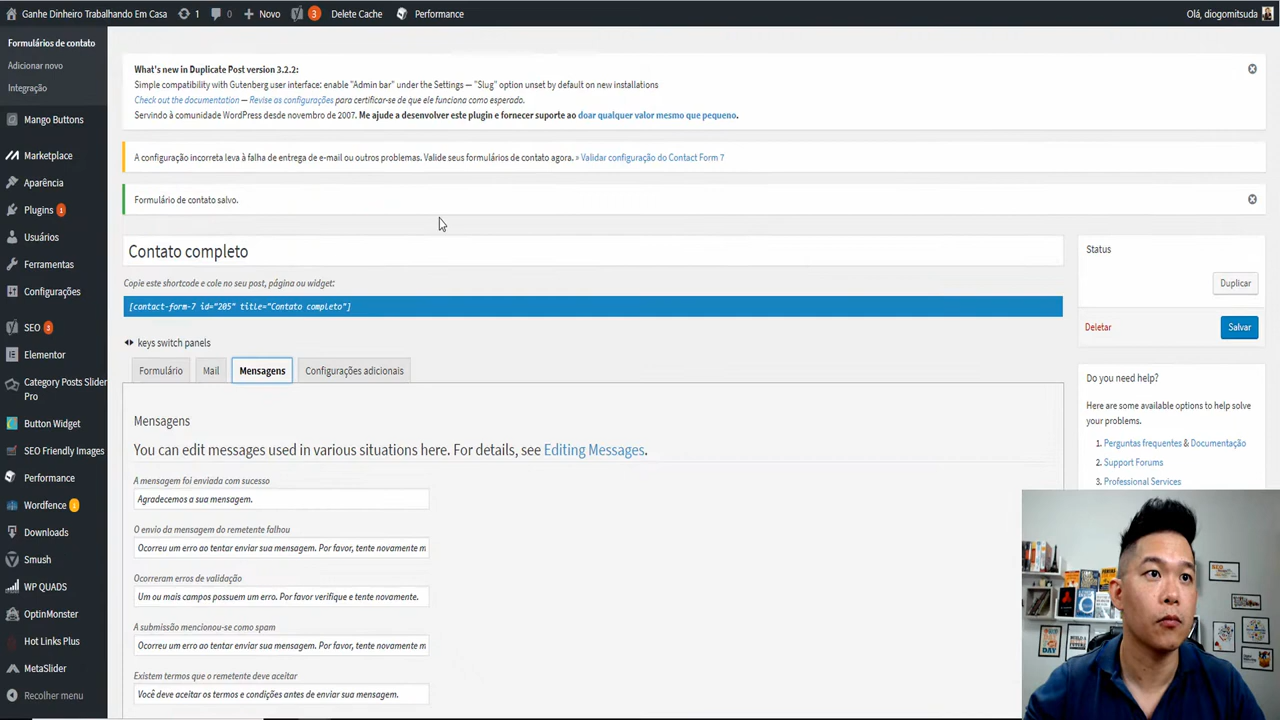 Ganhe Dinheiro Trabalhando Em Casa 1 0 Novo 3 Delete Cache Performance Olá, diogomitsuda
Formulários de contato
Adicionar novo
Integração
Mango Buttons
Marketplace
Aparência
Plugins 1
Usuários
Ferramentas
Configurações
SEO 3
Elementor
Category Posts Slider
Pro
Button Widget
SEO Friendly Images
Performance
Wordfence 1
Downloads
Smush
WP QUADS
OptinMonster
Hot Links Plus
MetaSlider
Recolher menu
What's new in Duplicate Post version 3.2.2:
Simple compatibility with Gutenberg user interface: enable "Admin bar" under the Settings — "Slug" option unset by default on new installations
Check out the documentation — Revise as configurações para certificar-se de que ele funciona como esperado.
Servindo à comunidade WordPress desde novembro de 2007. Me ajude a desenvolver este plugin e fornecer suporte ao doar qualquer valor mesmo que pequeno.
A configuração incorreta leva à falha de entrega de e-mail ou outros problemas. Valide seus formulários de contato agora. » Validar configuração do Contact Form 7
Formulário de contato salvo.
Contato completo
Copie este shortcode e cole no seu post, página ou widget:
[contact-form-7 id="205" title="Contato completo"]
keys switch panels
Formulário Mail Mensagens Configurações adicionais
Mensagens
You can edit messages used in various situations here. For details, see Editing Messages.
A mensagem foi enviada com sucesso
Agradecemos a sua mensagem.
O envio da mensagem do remetente falhou
Ocorreu um erro ao tentar enviar sua mensagem. Por favor, tente novamente m
Ocorreram erros de validação
Um ou mais campos possuem um erro. Por favor verifique e tente novamente.
A submissão mencionou-se como spam
Ocorreu um erro ao tentar enviar sua mensagem. Por favor, tente novamente m
Existem termos que o remetente deve aceitar
Você deve aceitar os termos e condições antes de enviar sua mensagem.
Status
Duplicar
Deletar Salvar
Do you need help?
Here are some available options to help solve
your problems.
1. Perguntas frequentes & Documentação
2. Support Forums
3. Professional Services